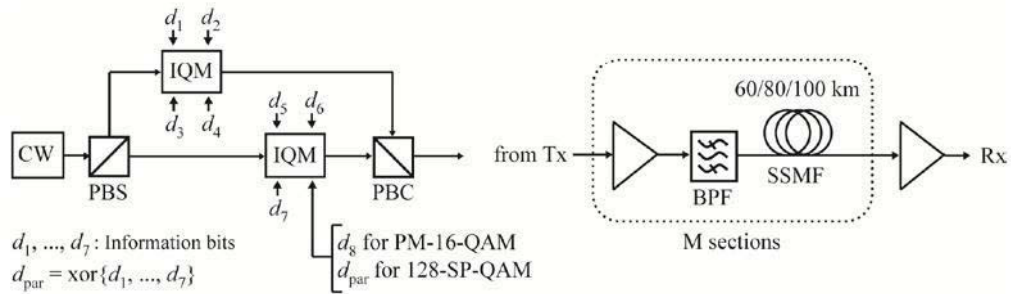 d1 d2
IQM
d3 d4
d5 d6
IQM
d7
CW
PBS
PBC
d1, ..., d7 : Information bits
dpar = xor{d1, ..., d7}
d8 for PM-16-QAM
dpar for 128-SP-QAM
60/80/100 km
from Tx
BPF
SSMF
Rx
M sections